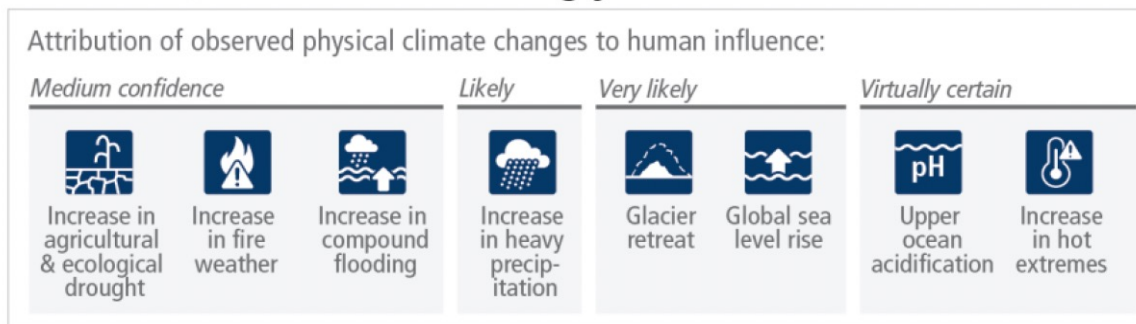 Attribution of observed physical climate changes to human influence:
Medium confidence
Likely
Very likely
Virtually certain
Increase in
agricultural
& ecological
drought
Increase
in fire
weather
Increase in
compound
flooding
Increase
in heavy
precip-
itation
Glacier
retreat
Global sea
level rise
pH
Upper
ocean
acidification
Increase
in hot
extremes